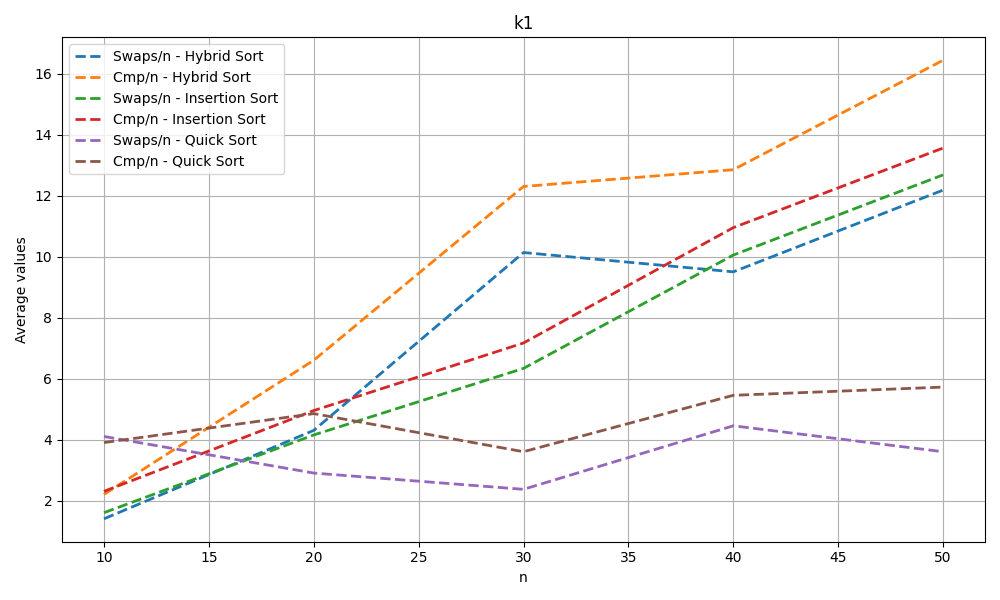 k1
Swaps/n - Hybrid Sort
Cmp/n - Hybrid Sort
Swaps/n - Insertion Sort
Cmp/n - Insertion Sort
Swaps/n - Quick Sort
Cmp/n - Quick Sort
Average values
16
14
12
10
8
6
4
2
10 15 20 25 30 35 40 45 50
n